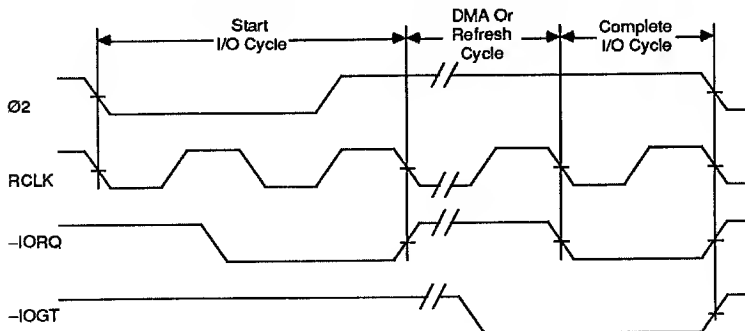 Start
I/O Cycle
DMA Or
Refresh
Cycle
Complete
I/O Cycle
Ø2
RCLK
–IORQ
–IOGT